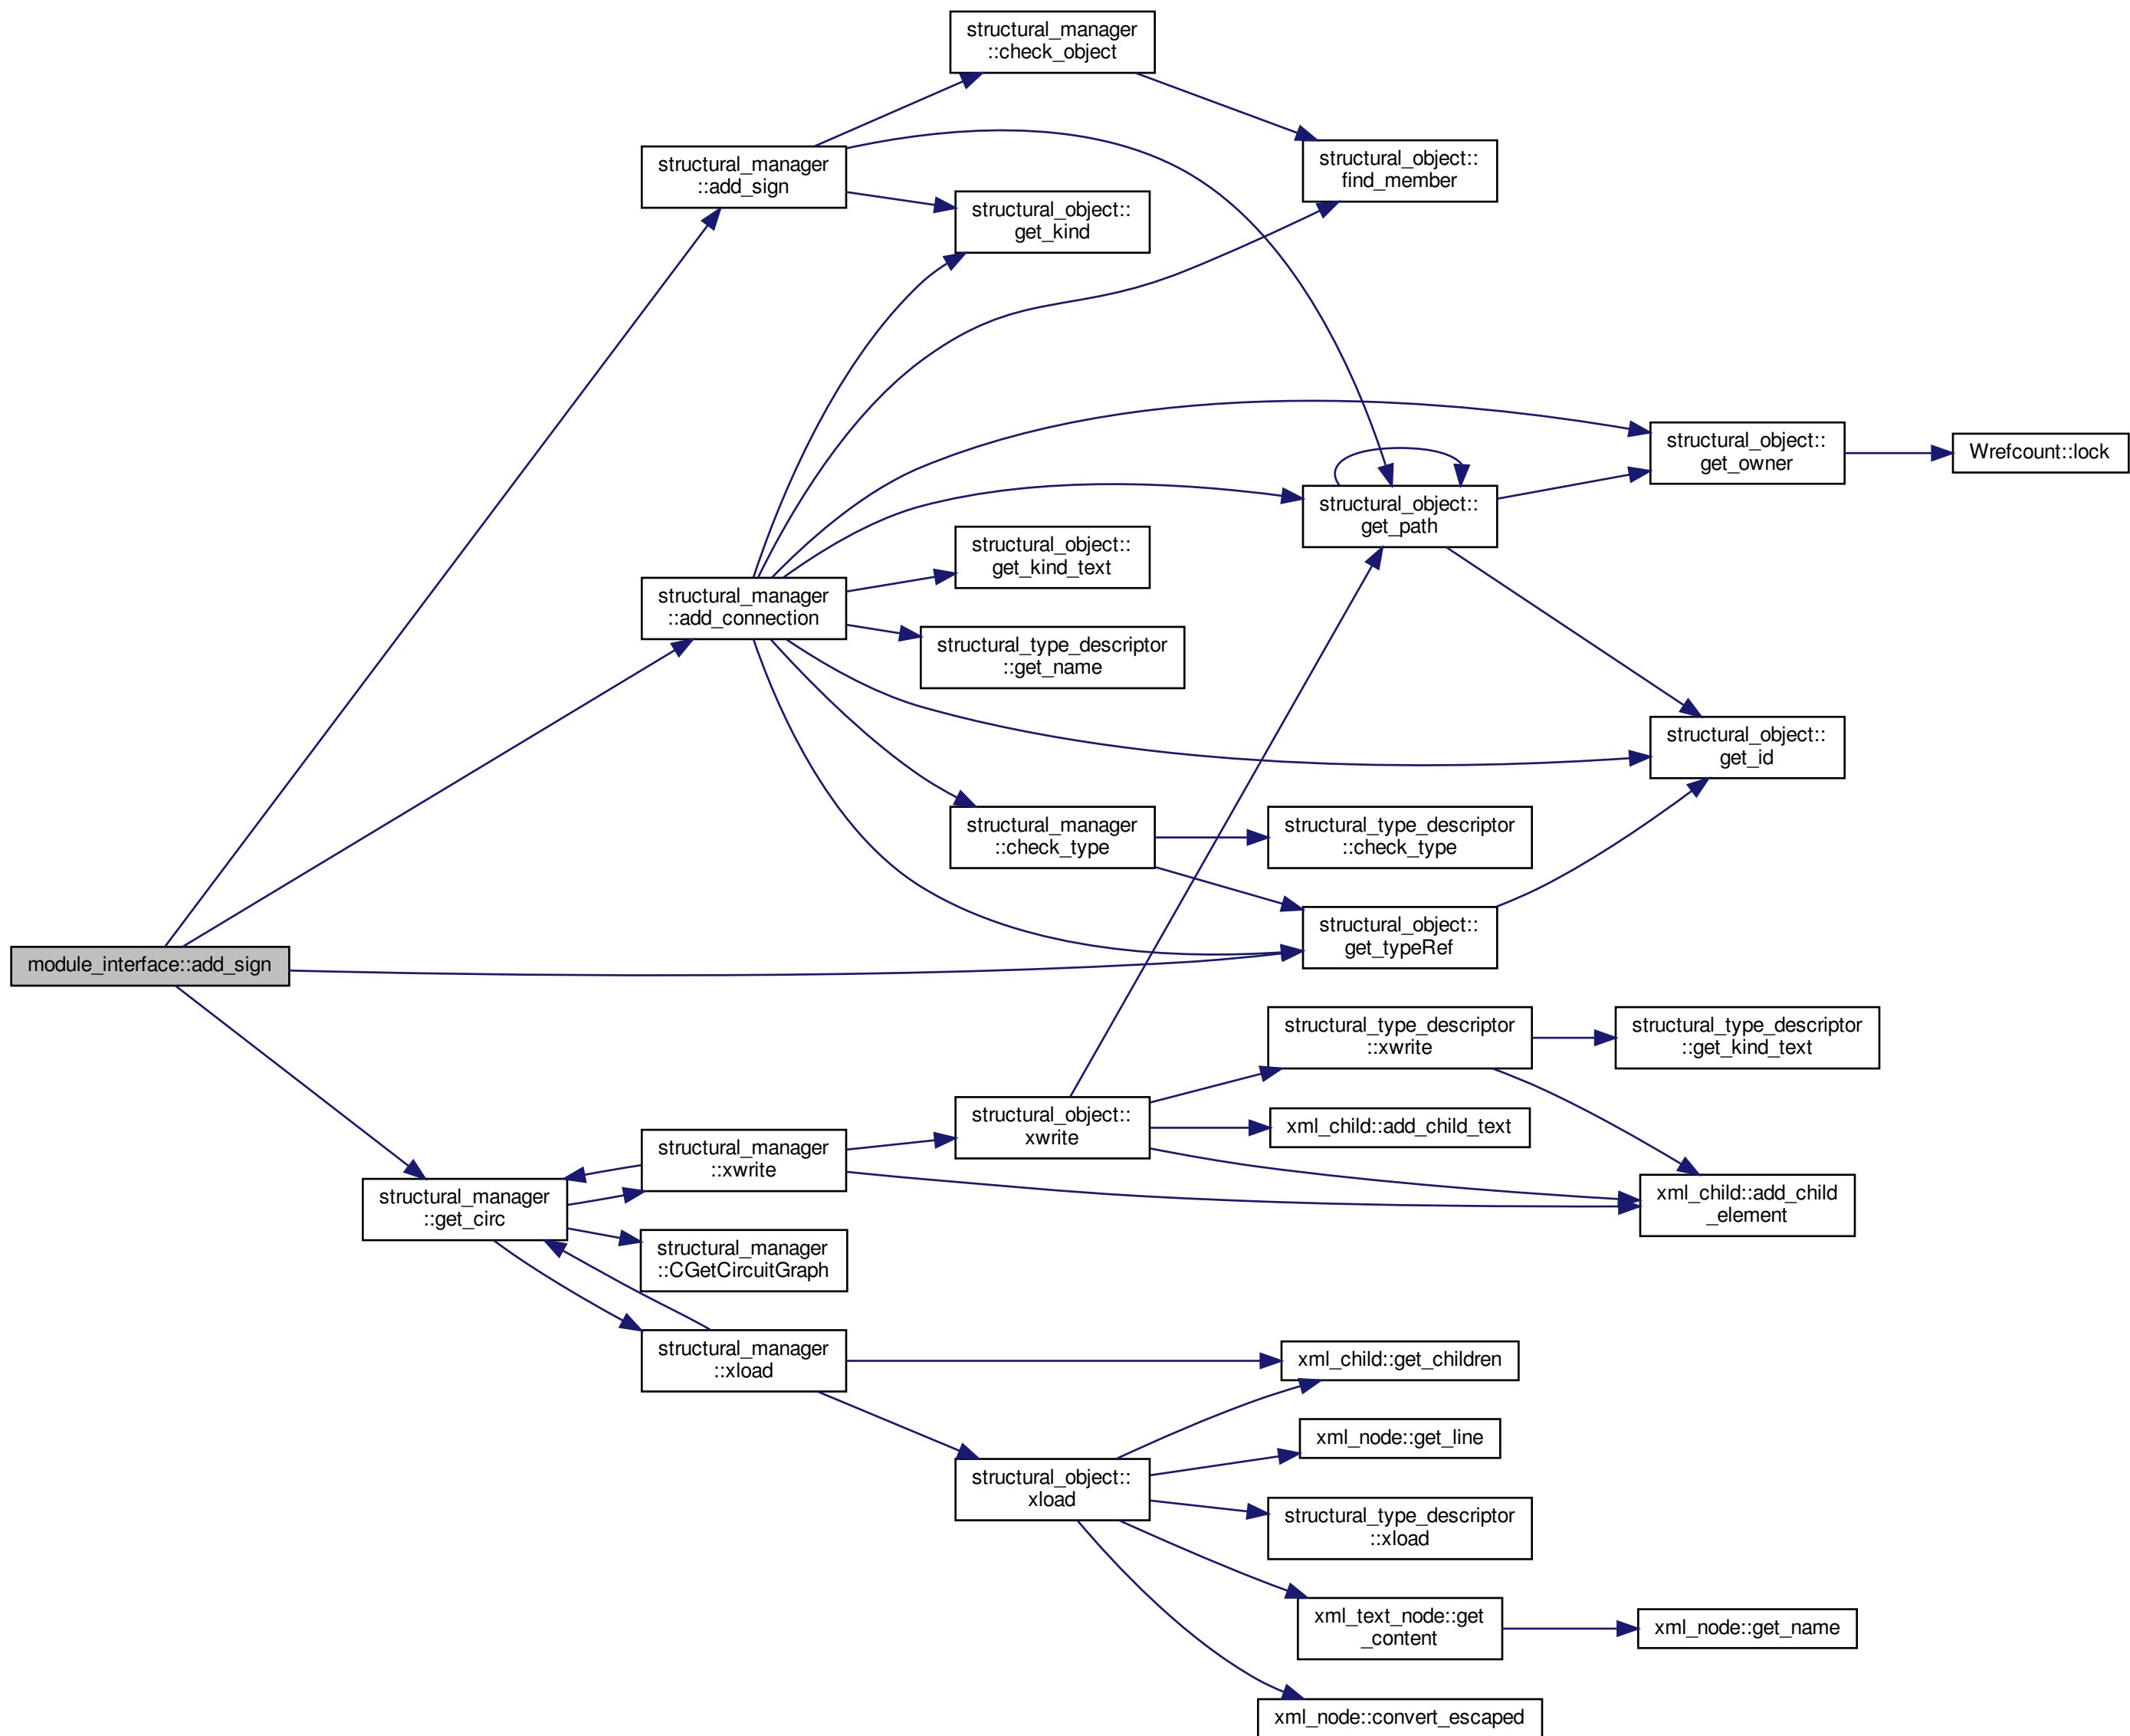 structural_manager
::check_object
structural_manager
::add_sign
structural_object::
find_member
structural_object::
get_kind
structural_object::
get_owner
Wrefcount::lock
structural_object::
get_path
structural_object::
get_kind_text
structural_manager
::add_connection
structural_type_descriptor
::get_name
structural_object::
get_id
structural_manager
::check_type
structural_type_descriptor
::check_type
structural_object::
get_typeRef
module_interface::add_sign
structural_type_descriptor
::xwrite
structural_type_descriptor
::get_kind_text
structural_object::
xwrite
xml_child::add_child_text
structural_manager
::xwrite
xml_child::add_child
_element
structural_manager
::get_circ
structural_manager
::CGetCircuitGraph
structural_manager
::xload
xml_child::get_children
xml_node::get_line
structural_object::
xload
structural_type_descriptor
::xload
xml_text_node::get
_content
xml_node::get_name
xml_node::convert_escaped